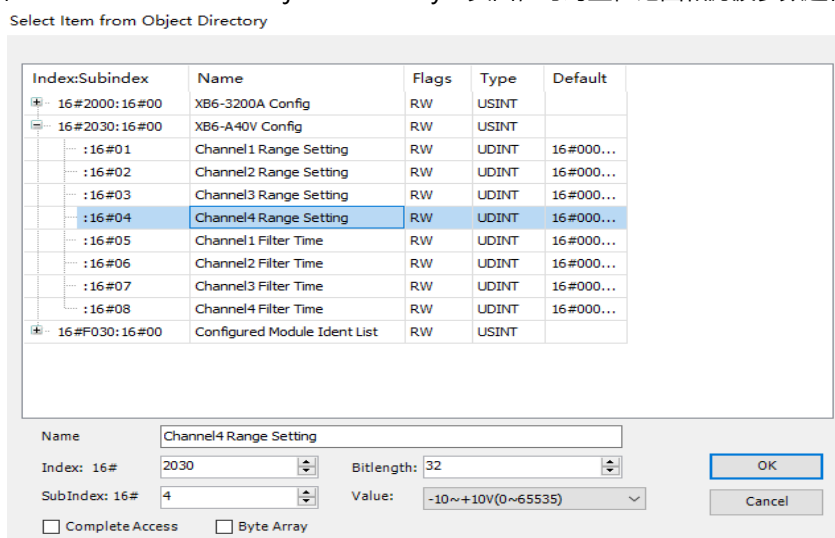 Select Item from Object Directory
Index:Subindex Name Flags Type Default
16#2000:16#00 XB6-3200A Config RW USINT
16#2030:16#00 XB6-A40V Config RW USINT
:16#01 Channel1 Range Setting RW UDINT 16#000...
:16#02 Channel2 Range Setting RW UDINT 16#000...
:16#03 Channel3 Range Setting RW UDINT 16#000...
:16#04 Channel4 Range Setting RW UDINT 16#000...
:16#05 Channel1 Filter Time RW UDINT 16#000...
:16#06 Channel2 Filter Time RW UDINT 16#000...
:16#07 Channel3 Filter Time RW UDINT 16#000...
:16#08 Channel4 Filter Time RW UDINT 16#000...
16#F030:16#00 Configured Module Ident List RW USINT
Name Channel4 Range Setting
Index: 16# 2030 Bitlength: 32 OK
SubIndex: 16# 4 Value: -10~+10V(0~65535) Cancel
Complete Access Byte Array